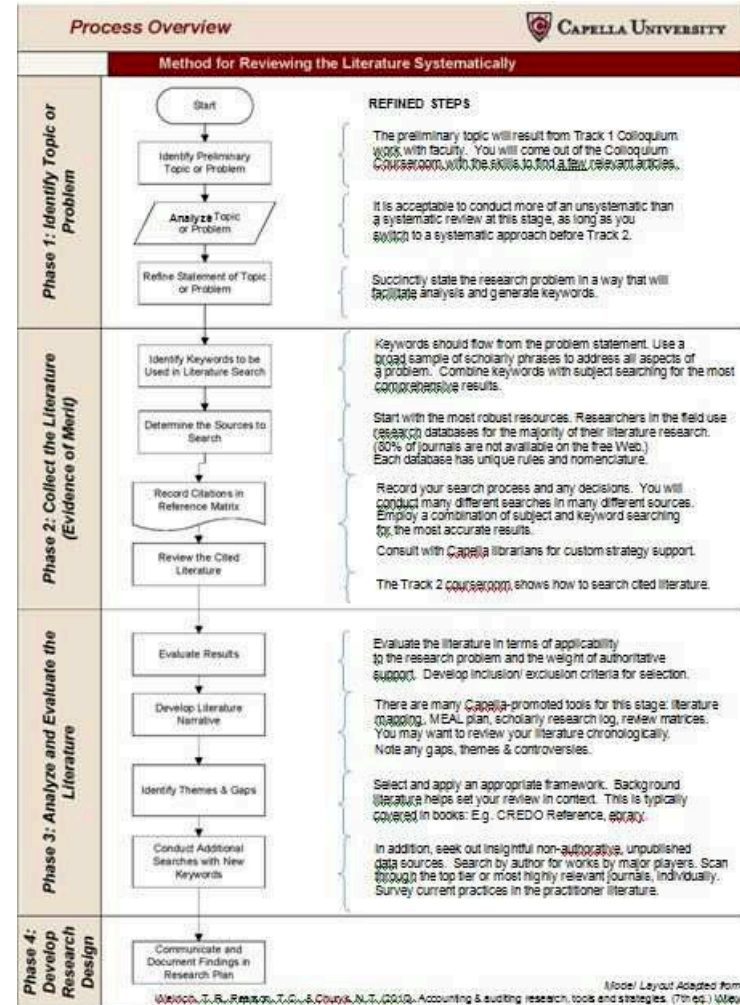 Process Overview
CAPELLA UNIVERSITY
Method for Reviewing the Literature Systematically
Phase 1: Identify Topic or
Problem
Start
Identify Preliminary
Topic or Problem
Analyze Topic
or Problem
Refine Statement of Topic
or Problem
REFINED STEPS
The preliminary topic will result from Track 1 Colloquium
work with faculty. You will come out of the Colloquium
Courseroom with the skills to find a few relevant articles.
It is acceptable to conduct more of an unsystematic than
a systematic review at this stage, as long as you
switch to a systematic approach before Track 2.
Succinctly state the research problem in a way that will
facilitate analysis and generate keywords.
Phase 2: Collect the Literature
(Evidence of Merit)
Identify Keywords to be
Used in Literature Search
Determine the Sources to
Search
Record Citations in
Reference Matrix
Review the Cited
Literature
Keywords should flow from the problem statement. Use a
broad sample of scholarly phrases to address all aspects of
a problem. Combine keywords with subject searching for the most
comprehensive results.
Start with the most robust resources. Researchers in the field use
research databases for the majority of their literature research.
(80% of journals are not available on the free Web.)
Each database has unique rules and nomenclature.
Record your search process and any decisions. You will
conduct many different searches in many different sources.
Employ a combination of subject and keyword searching
for the most accurate results.
Consult with Capella librarians for custom strategy support.
The Track 2 courseroom shows how to search cited literature.
Phase 3: Analyze and Evaluate the
Literature
Evaluate Results
Develop Literature
Narrative
Identify Themes & Gaps
Conduct Additional
Searches with New
Keywords
Evaluate the literature in terms of applicability
to the research problem and the weight of authoritative
support. Develop inclusion/ exclusion criteria for selection.
There are many Capella-promoted tools for this stage: literature
mapping, MEAL plan, scholarly research log, review matrices.
You may want to review your literature chronologically.
Note any gaps, themes & controversies.
Select and apply an appropriate framework. Background
literature helps set your review in context. This is typically
covered in books: E.g. CREDO Reference, ebrary.
In addition, seek out insightful non-authorative, unpublished
data sources. Search by author for works by major players. Scan
through the top tier or most highly relevant journals, individually.
Survey current practices in the practitioner literature.
Phase 4:
Develop
Research
Design
Communicate and
Document Findings in
Research Plan
Model/ Layout Adapted from
T. R., T.C., & N.T. (2010). Accounting & auditing research, tools and strategies. (7th ed.)